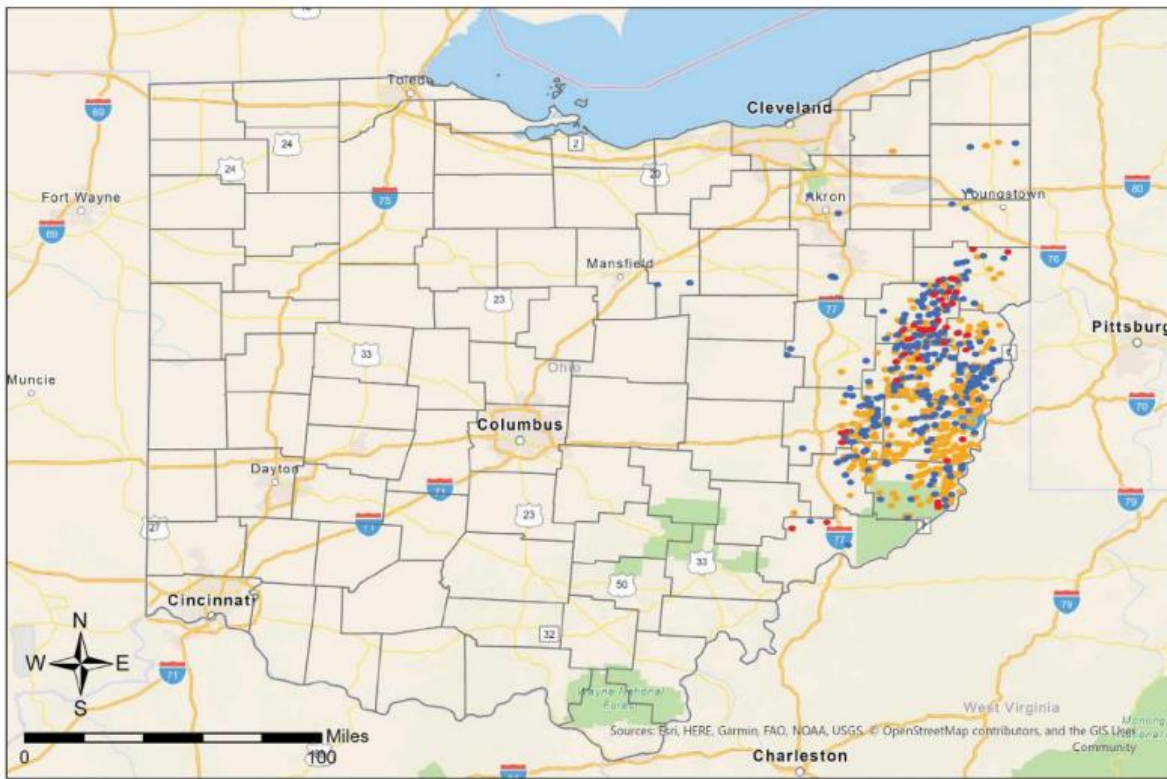 Toledo
Cleveland
2
69
24
24
20
Fort Wayne
75
Akron
Youngstown
80
69
Mansfield
76
23
77
Pittsburg
33
Ohio
Muncie
70
Columbus
Dayton
71
79
27
23
77
33
50
Cincinnati
79
32
N
W E
S
71
Wayne National
Forest
West Virginia
Miles
0 100
Sources: Esri, HERE, Garmin, FAO, NOAA, USGS, © OpenStreetMap contributors, and the GIS User
Community
Charleston